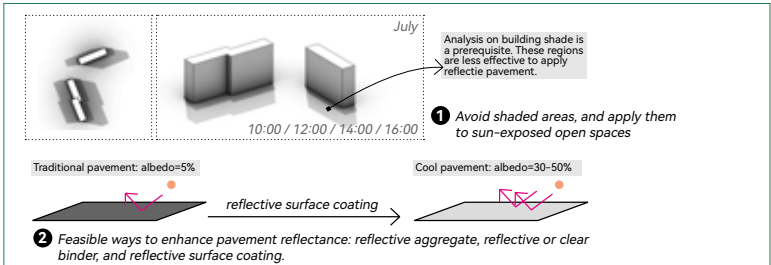 July
Analysis on building shade
is a prerequisite. These regions
are less effective to apply
reflectie pavement.
10:00 / 12:00 / 14:00 / 16:00
1 Avoid shaded areas, and apply them
to sun-exposed open spaces
Traditional pavement: albedo=5%
Cool pavement: albedo=30-50%
reflective surface coating
2 Feasible ways to enhance pavement reflectance: reflective aggregate, reflective or clear
binder, and reflective surface coating.